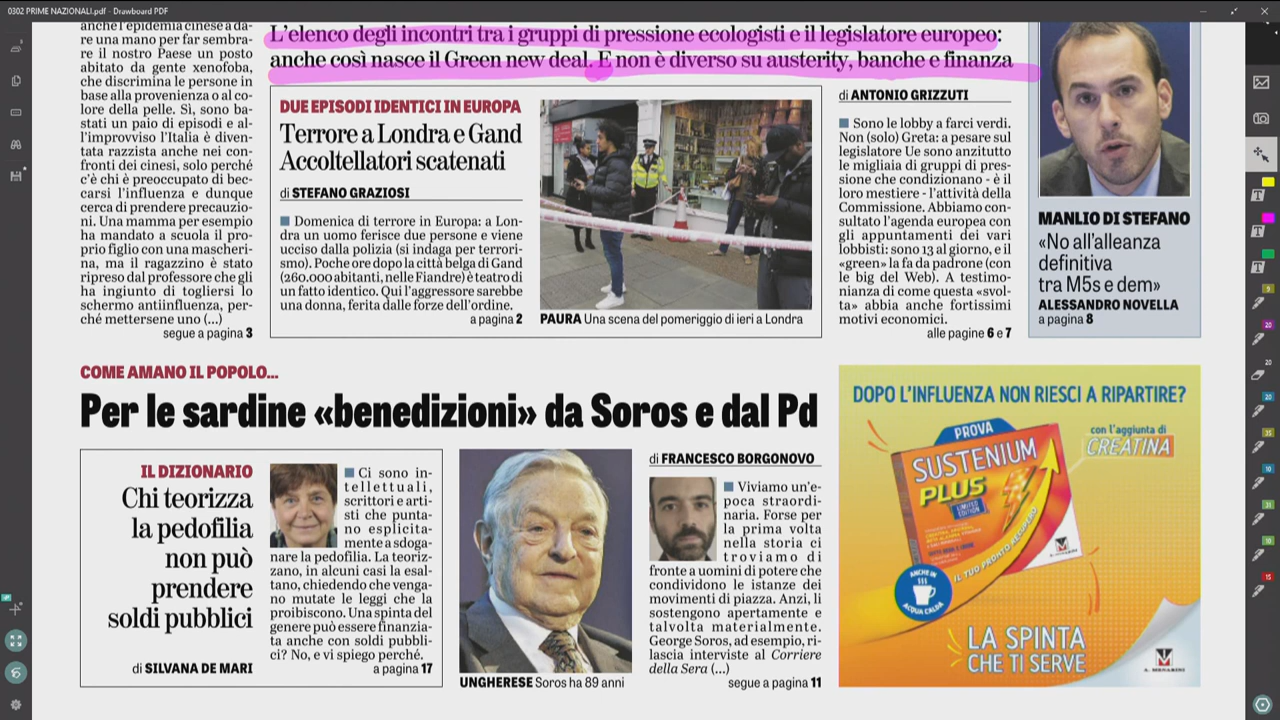 0302 PRIME NAZIONALI.pdf - Drawboard PDF
anche l'epidemia cinese a da-
re una mano per far sembra-
re il nostro Paese un posto
abitato da gente xenofoba,
che discrimina le persone in
base alla provenienza o al co-
lore della pelle. Sì, sono ba-
stati un paio di episodi e al-
l'improvviso l'Italia è diven-
tata razzista anche nei con-
fronti dei cinesi, solo perché
c'è chi è preoccupato di bec-
carsi l'influenza e dunque
cerca di prendere precauzio-
ni. Una mamma per esempio
ha mandato a scuola il pro-
prio figlio con una mascheri-
na, ma il ragazzino è stato
ripreso dal professore che gli
ha ingiunto di togliersi lo
schermo antiinfluenza, per-
ché mettersene uno (...)
segue a pagina 3
L'elenco degli incontri tra i gruppi di pressione ecologisti e il legislatore europeo:
anche così nasce il Green new deal. E non è diverso su austerity, banche e finanza
DUE EPISODI IDENTICI IN EUROPA
Terrore a Londra e Gand
Accoltellatori scatenati
di STEFANO GRAZIOSI
Domenica di terrore in Europa: a Lon-
dra un uomo ferisce due persone e viene
ucciso dalla polizia (si indaga per terrori-
smo). Poche ore dopo la città belga di Gand
(260.000 abitanti, nelle Fiandre) è teatro di
un fatto identico. Qui l'aggressore sarebbe
una donna, ferita dalle forze dell'ordine.
a pagina 2
PAURA Una scena del pomeriggio di ieri a Londra
di ANTONIO GRIZZUTI
Sono le lobby a farci verdi.
Non (solo) Greta: a pesare sul
legislatore Ue sono anzitutto
le migliaia di gruppi di pres-
sione che condizionano - è il
loro mestiere - l'attività della
Commissione. Abbiamo con-
sultato l'agenda europea con
gli appuntamenti dei vari
lobbisti: sono 13 al giorno, e il
«green» la fa da padrone (con
le big del Web). A testimo-
nianza di come questa «svol-
ta» abbia anche fortissimi
motivi economici.
alle pagine 6 e 7
MANLIO DI STEFANO
«No all'alleanza
definitiva
tra M5s e dem»
ALESSANDRO NOVELLA
a pagina 8
COME AMANO IL POPOLO...
Per le sardine «benedizioni» da Soros e dal Pd
IL DIZIONARIO
Chi teorizza
la pedofilia
non può
prendere
soldi pubblici
di SILVANA DE MARI
Ci sono in-
tellettuali,
scrittori e arti-
sti che punta-
no esplicita-
mente a sdoga-
nare la pedofilia. La teoriz-
zano, in alcuni casi la esal-
tano, chiedendo che venga-
no mutate le leggi che la
proibiscono. Una spinta del
genere può essere finanzia-
ta anche con soldi pubbli-
ci? No, e vi spiego perché.
a pagina 17
UNGHERESE Soros ha 89 anni
di FRANCESCO BORGONOVO
Viviamo un'e-
poca straordi-
naria. Forse per
la prima volta
nella storia ci
troviamo di
fronte a uomini di potere che
condividono le istanze dei
movimenti di piazza. Anzi, li
sostengono apertamente e
talvolta materialmente.
George Soros, ad esempio, ri-
lascia interviste al Corriere
della Sera (...)
segue a pagina 11
DOPO L'INFLUENZA NON RIESCI A RIPARTIRE?
PROVA
con l'aggiunta di
CREATINA
SUSTENIUM
PLUS
LIMITED
EDITION
IL TUO PRONTO RECUPERO
ANCHE IN
ACQUA CALDA
LA SPINTA
CHE TI SERVE
A. MENARINI